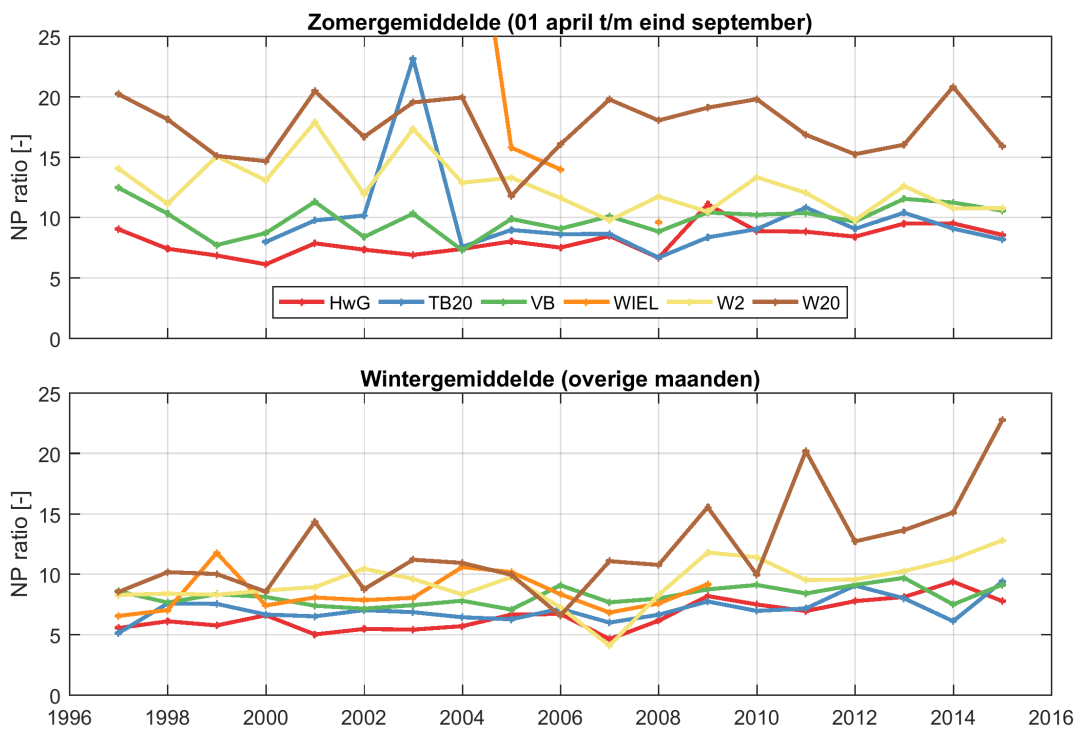 Zomergemiddelde (01 april t/m eind september)
25
20
15
10
5
0
NP ratio [-]
HwG TB20 VB WIEL W2 W20
Wintergemiddelde (overige maanden)
25
20
15
10
5
0
NP ratio [-]
1996 1998 2000 2002 2004 2006 2008 2010 2012 2014 2016